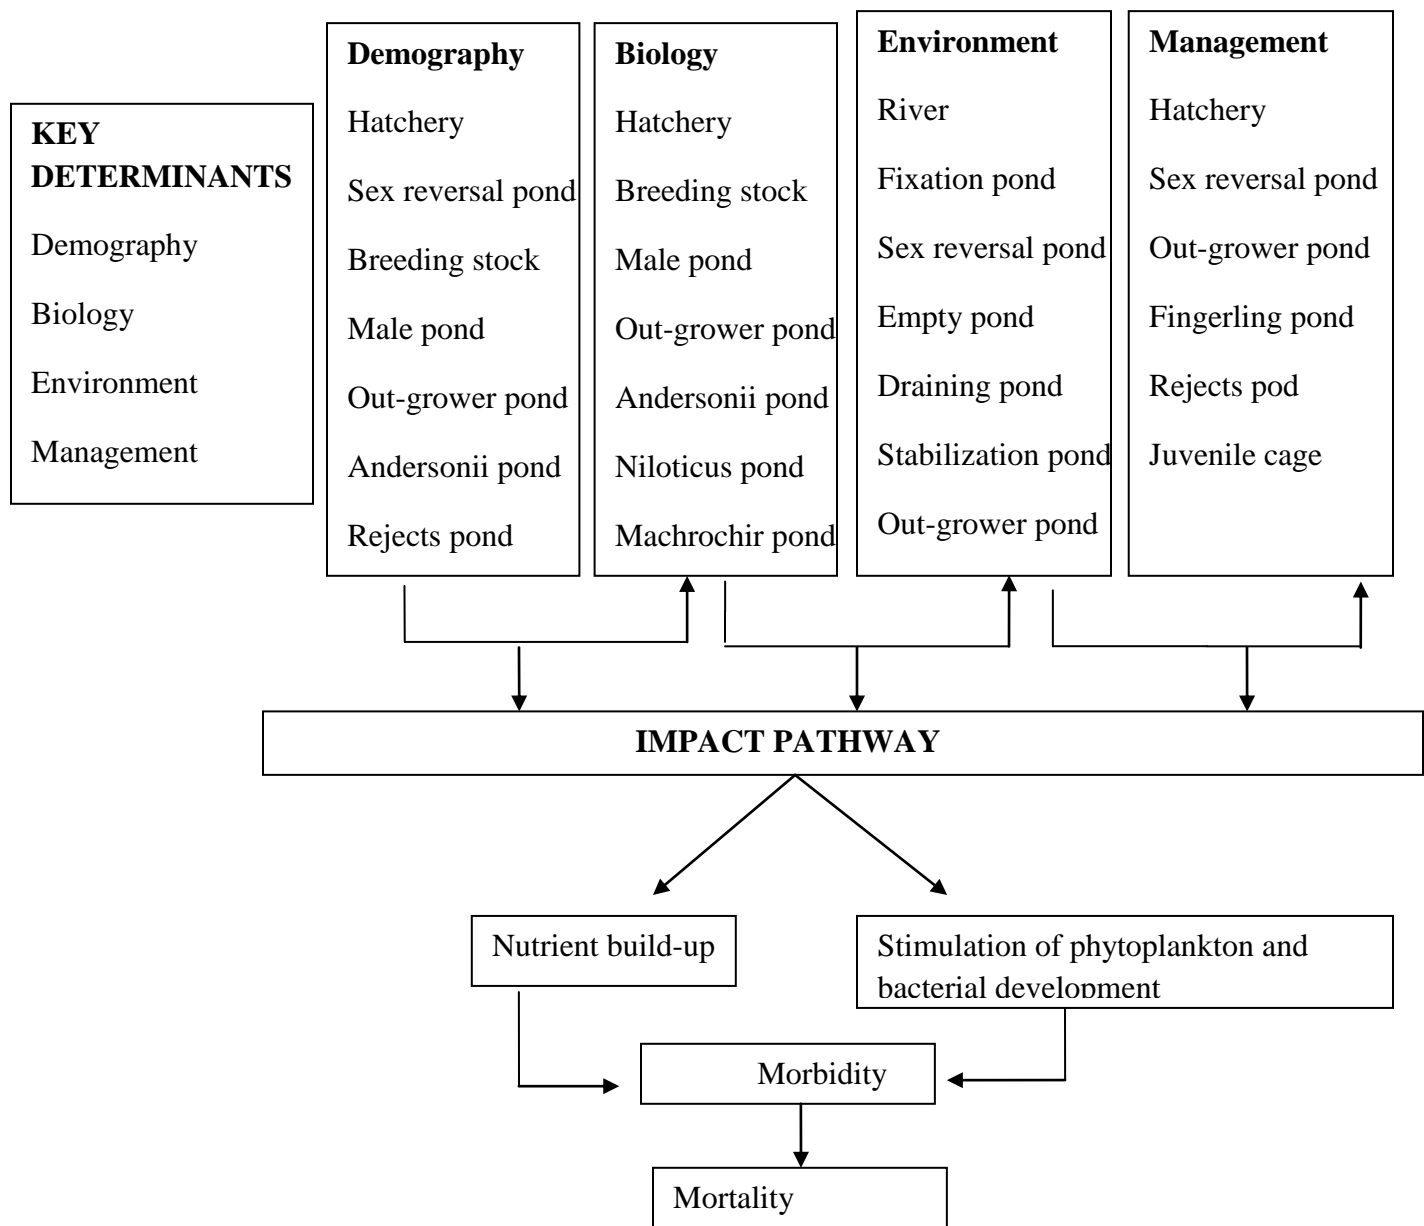 KEY
DETERMINANTS
Demography
Biology
Environment
Management
Demography
Hatchery
Sex reversal pond
Breeding stock
Male pond
Out-grower pond
Andersonii pond
Rejects pond
Biology
Hatchery
Breeding stock
Male pond
Out-grower pond
Andersonii pond
Niloticus pond
Machrochir pond
Environment
River
Fixation pond
Sex reversal pond
Empty pond
Draining pond
Stabilization pond
Out-grower pond
Management
Hatchery
Sex reversal pond
Out-grower pond
Fingerling pond
Rejects pod
Juvenile cage
IMPACT PATHWAY
Nutrient build-up
Stimulation of phytoplankton and
bacterial development
Morbidity
Mortality